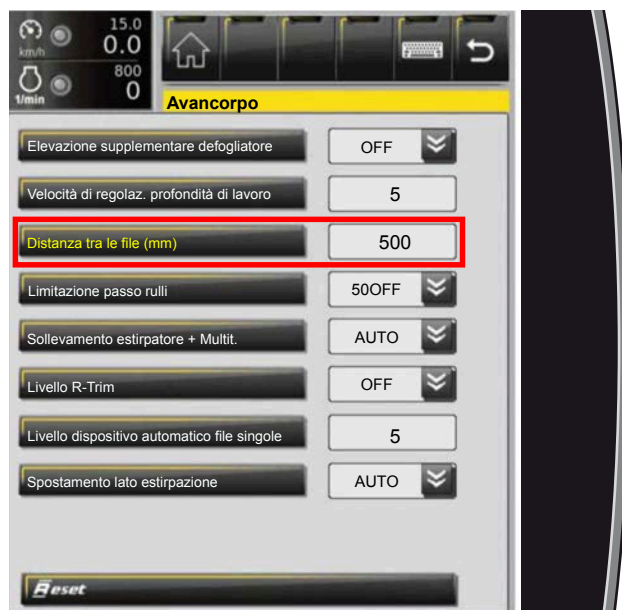 15.0
km/h 0.0
800
1/min 0
Avancorpo
Elevazione supplementare defogliatore OFF
Velocità di regolaz. profondità di lavoro 5
Distanza tra le file (mm) 500
Limitazione passo rulli 50OFF
Sollevamento estirpatore + Multit. AUTO
Livello R-Trim OFF
Livello dispositivo automatico file singole 5
Spostamento lato estirpazione AUTO
Reset